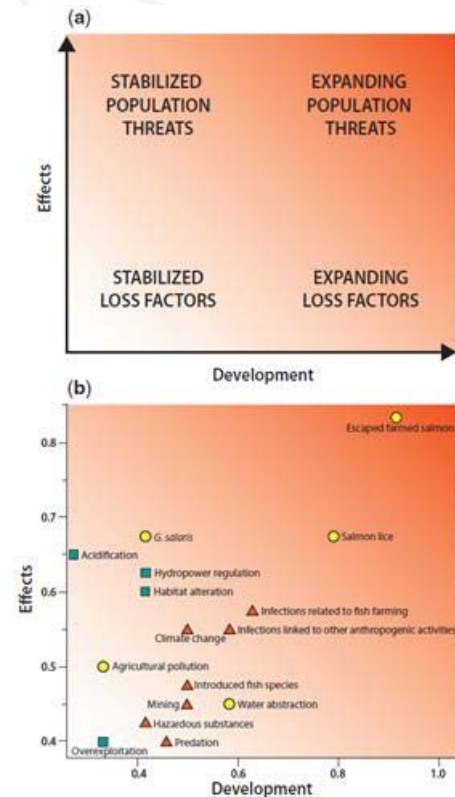 (a)
STABILIZED
POPULATION
THREATS
EXPANDING
POPULATION
THREATS
Effects
STABILIZED
LOSS FACTORS
EXPANDING
LOSS FACTORS
Development
(b)
0.8
Escaped farmed salmon
0.7
G. salaris
Salmon lice
Acidification
Hydropower regulation
0.6
Habitat alteration
Infections related to fish farming
Infections linked to other anthropogenic activities
Climate change
Effects
0.5
Agricultural pollution
Introduced fish species
Mining
Water abstraction
Hazardous substances
0.4
Predation
Overexploitation
0.4
0.6
0.8
1.0
Development